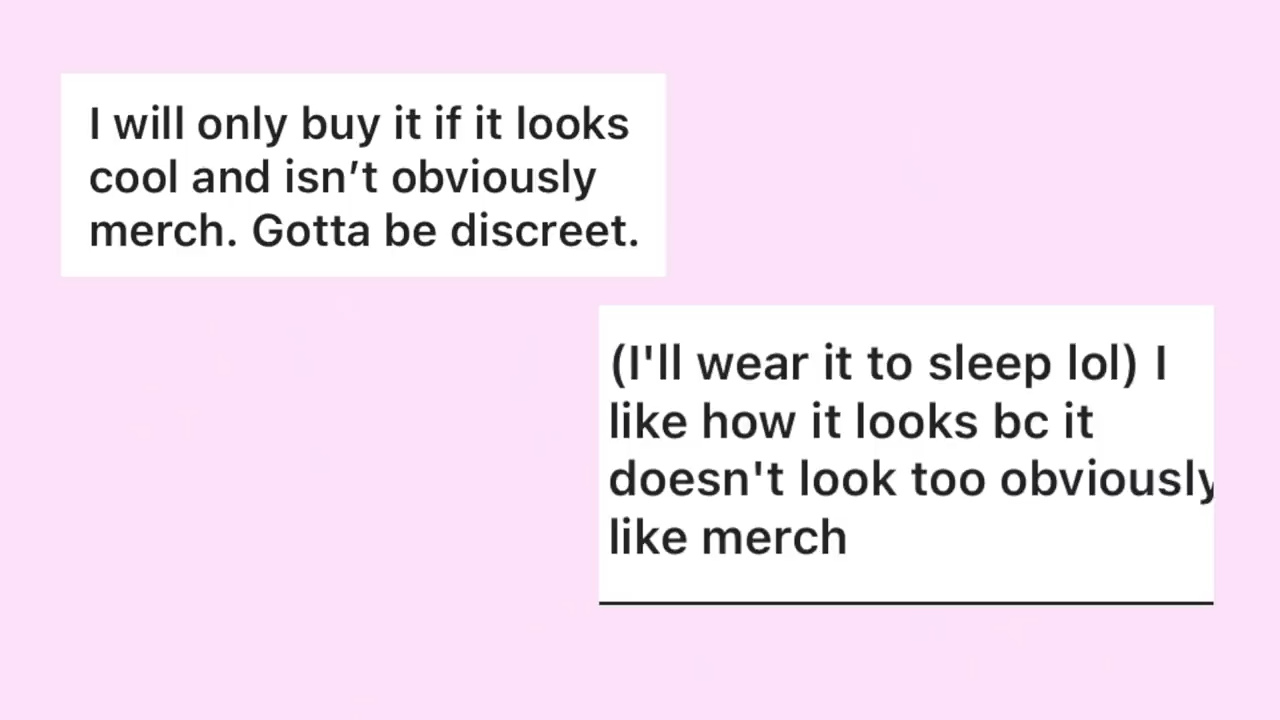 I will only buy it if it looks
cool and isn’t obviously
merch. Gotta be discreet.
(I'll wear it to sleep lol) I
like how it looks bc it
doesn't look too obviously
like merch